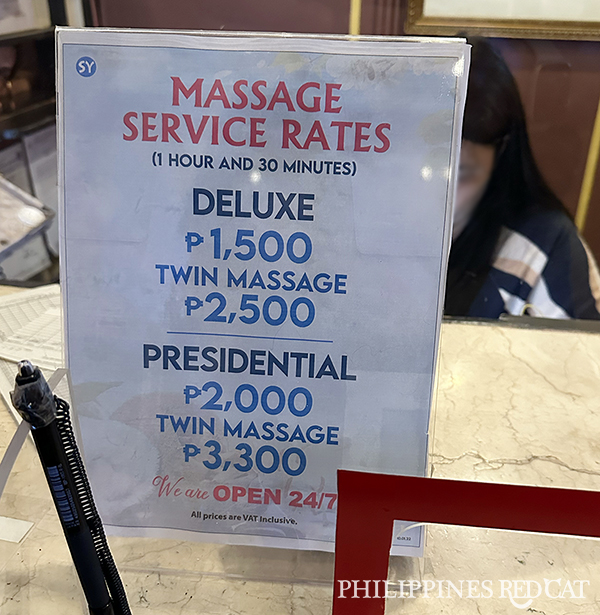 SY
MASSAGE
SERVICE RATES
(1 HOUR AND 30 MINUTES)
DELUXE
₱1,500
TWIN MASSAGE
₱2,500
PRESIDENTIAL
₱2,000
TWIN MASSAGE
₱3,300
We are OPEN 24/7
All prices are VAT Inclusive.
PHILIPPINES REDCAT